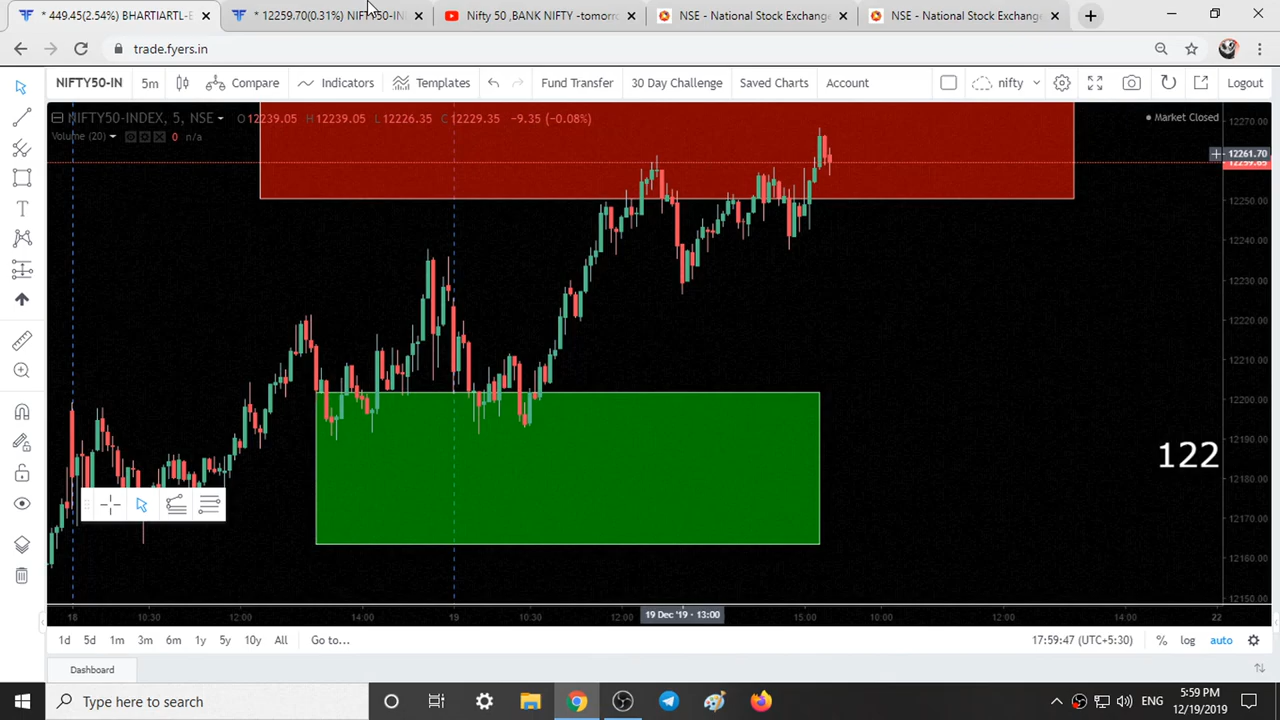 * 449.45(2.54%) BHARTIARTL-E
* 12259.70(0.31%) NIFTY50-IN
Nifty 50 ,BANK NIFTY -tomorro
NSE - National Stock Exchange
NSE - National Stock Exchange
trade.fyers.in
NIFTY50-IN 5m Compare Indicators Templates Fund Transfer 30 Day Challenge Saved Charts Account nifty Logout
NIFTY50-INDEX, 5, NSE O12239.05 H12239.05 L12226.35 C12229.35 -9.35 (-0.08%)
Market Closed
Volume (20) 0 n/a
12270.00
12261.70
12259.65
12250.00
12240.00
12230.00
12220.00
12210.00
12200.00
12190.00
122
12180.00
12170.00
12160.00
12150.00
18 10:30 12:00 14:00 19 10:30 12:00 19 Dec '19 - 13:00 15:00 10:00 12:00 14:00 22
1d 5d 1m 3m 6m 1y 5y 10y All Go to... 17:59:47 (UTC+5:30) % log auto
Dashboard
Type here to search
ENG
5:59 PM
12/19/2019